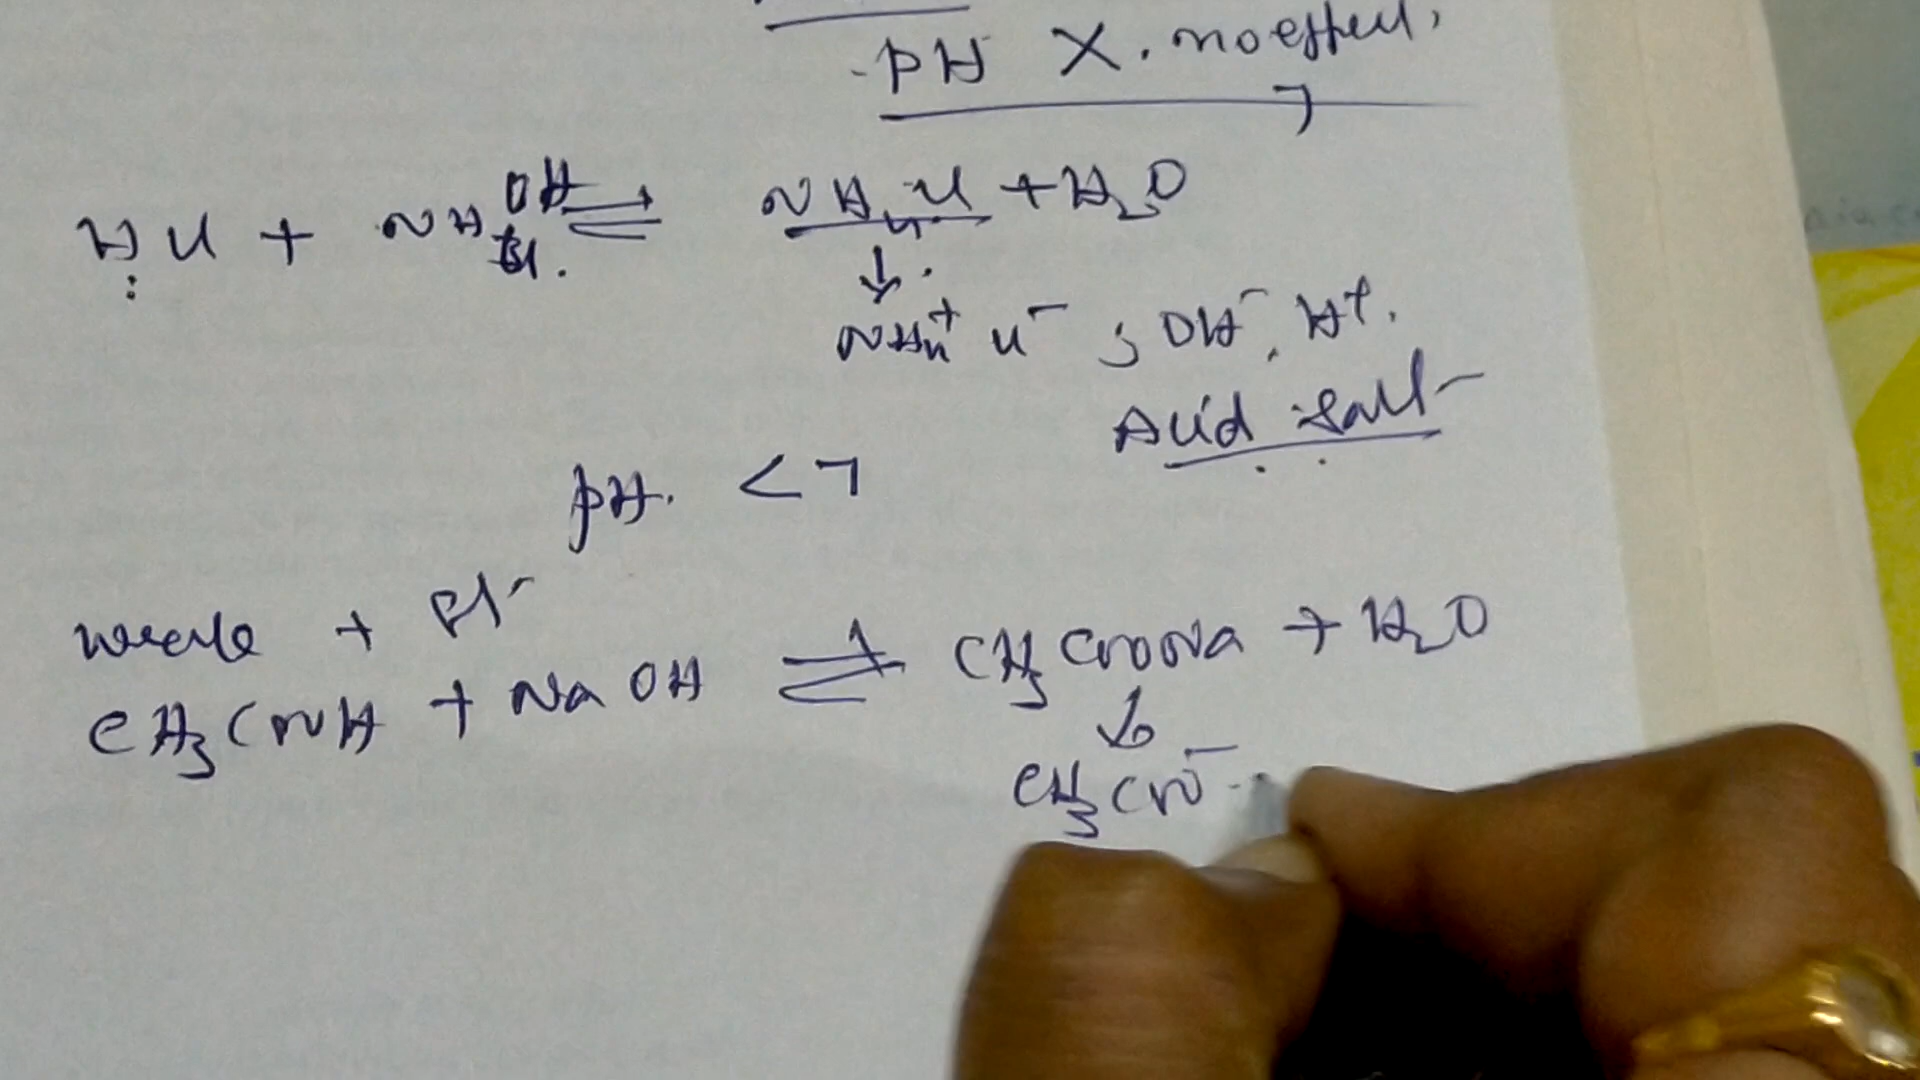 pH X. no effect,
7
HCl + NH4OH ⇌ NH4Cl + H2O
↓
NH4+ Cl- ; OH-, H+.
Acid salt
pH. < 7
weak + St
CH3COOH + NaOH ⇌ CH3COONa + H2O
↓
CH3COO-